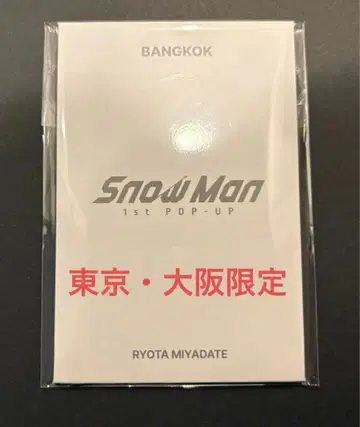 BANGKOK
Snow Man
1st POP-UP
東京・大阪限定
RYOTA MIYADATE